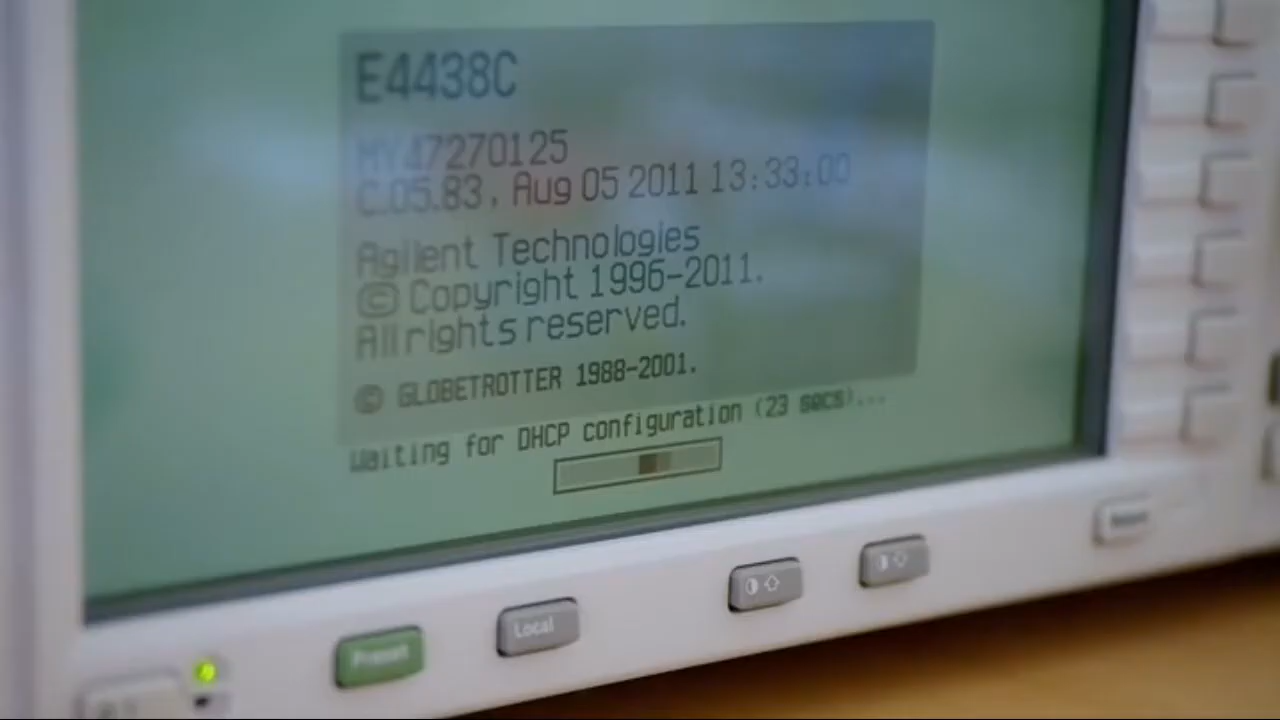 E4438C
MY47270125
C.05.83, Aug 05 2011 13:33:00
Agilent Technologies
© Copyright 1996-2011.
All rights reserved.
© GLOBETROTTER 1988-2001.
Waiting for DHCP configuration (23 secs)...
Preset
Local
Return